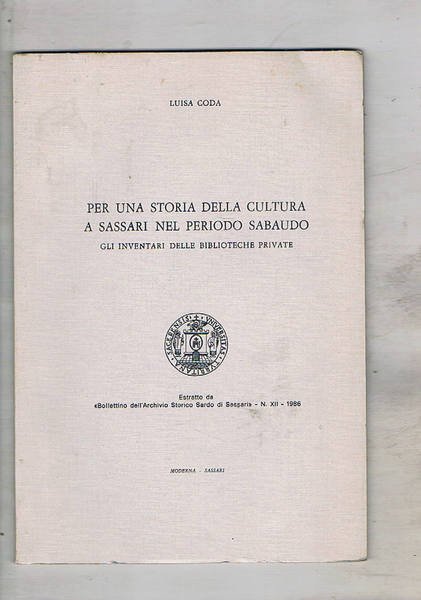 LUISA CODA
PER UNA STORIA DELLA CULTURA
A SASSARI NEL PERIODO SABAUDO
GLI INVENTARI DELLE BIBLIOTECHE PRIVATE
Estratto da
«Bollettino dell'Archivio Storico Sardo di Sassari» - N. XII - 1986
MODERNA - SASSARI